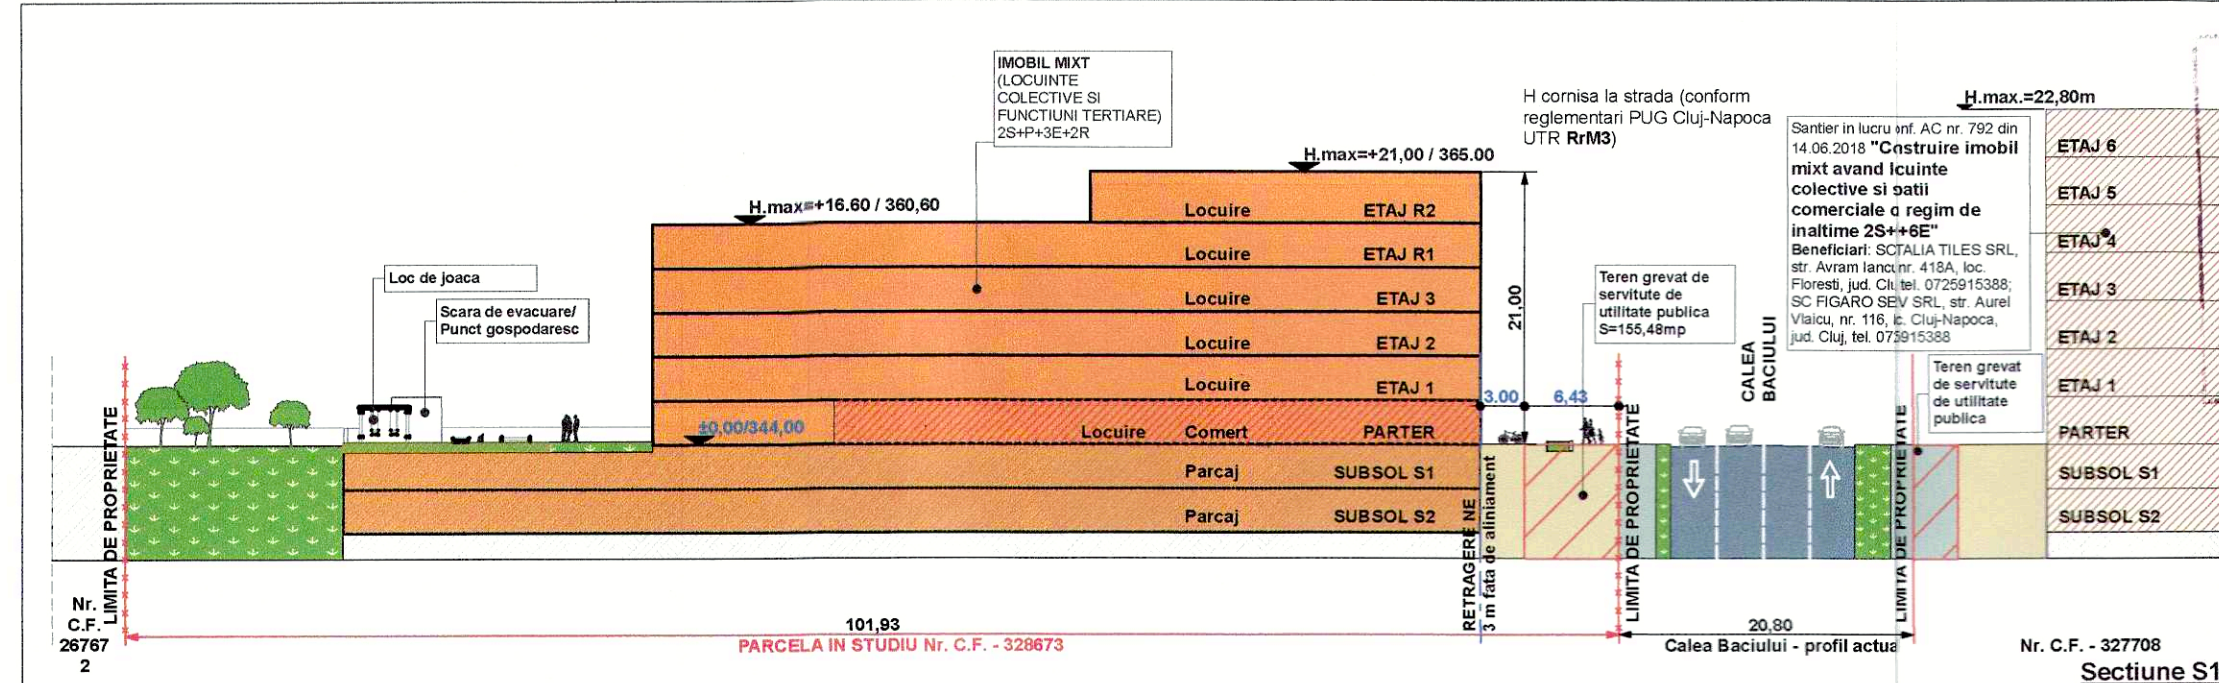 IMOBIL MIXT
(LOCUINTE
COLECTIVE SI
FUNCTIUNI TERTIARE)
2S+P+3E+2R
H cornisa la strada (conform
reglementari PUG Cluj-Napoca
UTR RrM3)
H.max.=22,80m
Santier in lucru onf. AC nr. 792 din
14.06.2018 "Costruire imobil
mixt avand lcuinte
colective si patii
comerciale regim de
inaltime 2S++6E"
Beneficiari: SCTALIA TILES SRL,
str. Avram Iancu nr. 418A, loc.
Floresti, jud. Clu tel. 0725915388;
SC FIGARO SEV SRL, str. Aurel
Vlaicu, nr. 116, Cluj-Napoca,
jud. Cluj, tel. 075915388
H.max=+21,00 / 365.00
H.max=+16.60 / 360,60
Loc de joaca
Scara de evacuare/
Punct gospodaresc
Locuire ETAJ R2
Locuire ETAJ R1
Locuire ETAJ 3
Locuire ETAJ 2
Locuire ETAJ 1
±0,00/344,00
Locuire Comert PARTER
Parcaj SUBSOL S1
Parcaj SUBSOL S2
21,00
3.00
6,43
Teren grevat de
servitute de
utilitate publica
S=155,48mp
CALEA
BACIULUI
Teren grevat
de servitute
de utilitate
publica
ETAJ 6
ETAJ 5
ETAJ 4
ETAJ 3
ETAJ 2
ETAJ 1
PARTER
SUBSOL S1
SUBSOL S2
LIMITA DE PROPRIETATE
RETRAGERE NE
3 m fata de aliniament
LIMITA DE PROPRIETATE
LIMITA DE PROPRIETATE
Nr.
C.F.
26767
2
101,93
PARCELA IN STUDIU Nr. C.F. - 328673
20,80
Calea Baciului - profil actua
Nr. C.F. - 327708
Sectiune S1